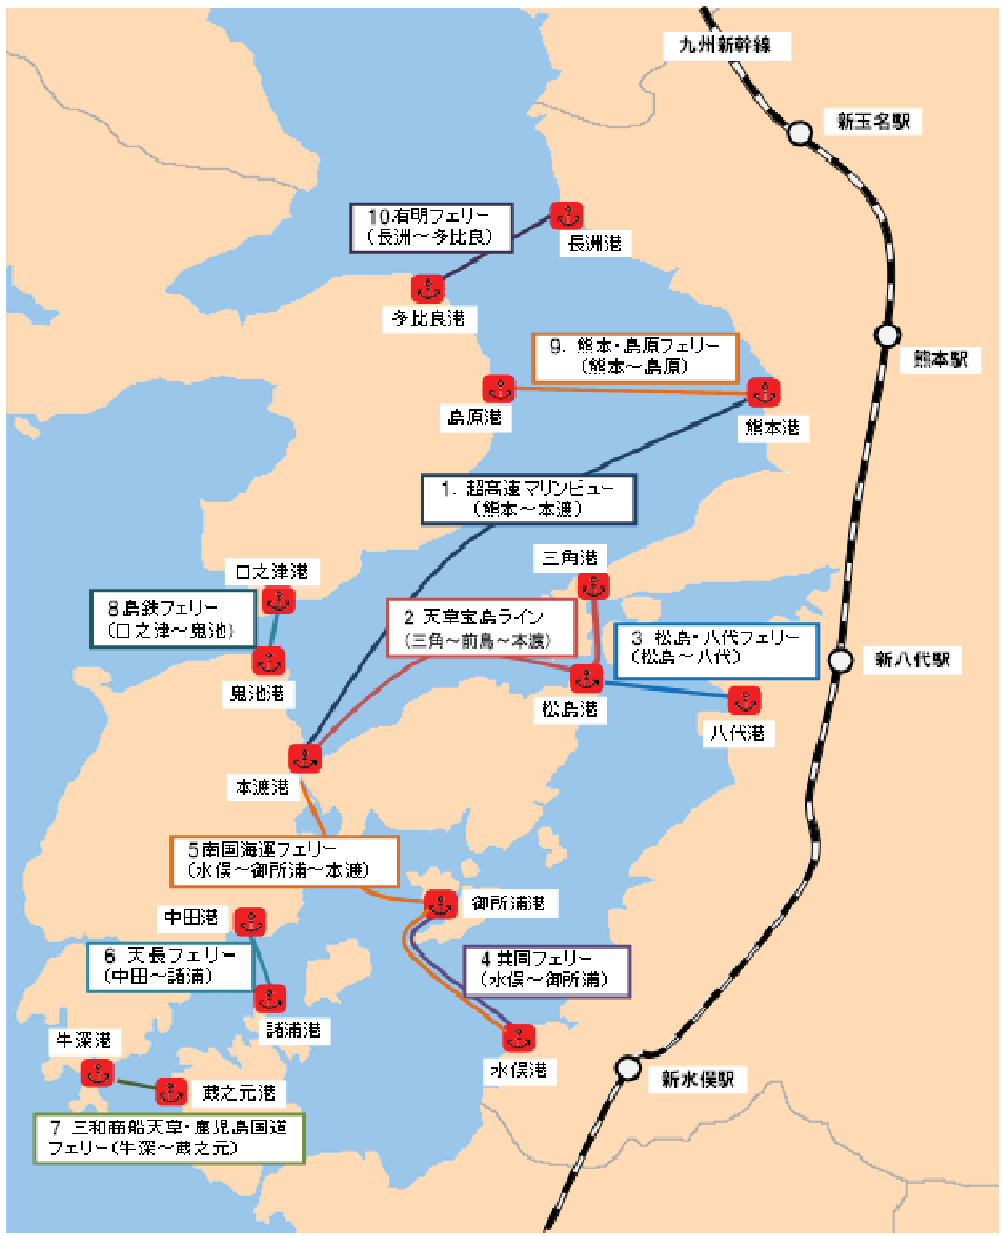 九州新幹線
新玉名駅
10.有明フェリー
(長洲～多比良)
長洲港
多比良港
9. 熊本・島原フェリー
(熊本～島原)
熊本駅
島原港
熊本港
1. 超高速マリンビュー
(熊本～本渡)
三角港
口之津港
8島鉄フェリー
(口之津～鬼池)
2 天草宝島ライン
(三角～前島～本渡)
3 松島・八代フェリー
(松島～八代)
新八代駅
鬼池港
松島港
八代港
本渡港
5南国海運フェリー
(水俣～御所浦～本渡)
御所浦港
中田港
6 天長フェリー
(中田～諸浦)
4共同フェリー
(水俣～御所浦)
諸浦港
牛深港
水俣港
新水俣駅
蔵之元港
7 三和商船天草・鹿児島国道
フェリー(牛深～蔵之元)